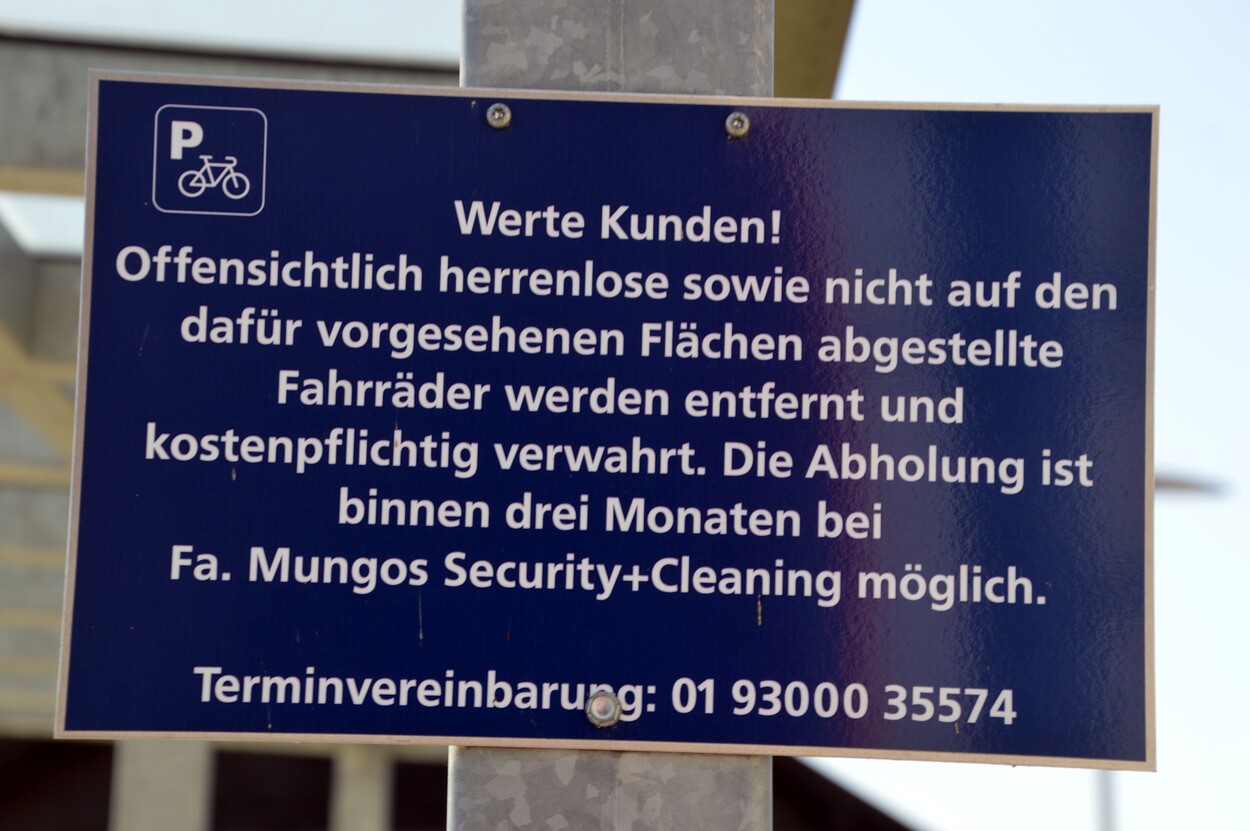 P
Werte Kunden!
Offensichtlich herrenlose sowie nicht auf den
dafür vorgesehenen Flächen abgestellte
Fahrräder werden entfernt und
kostenpflichtig verwahrt. Die Abholung ist
binnen drei Monaten bei
Fa. Mungos Security+Cleaning möglich.
Terminvereinbarung: 01 93000 35574